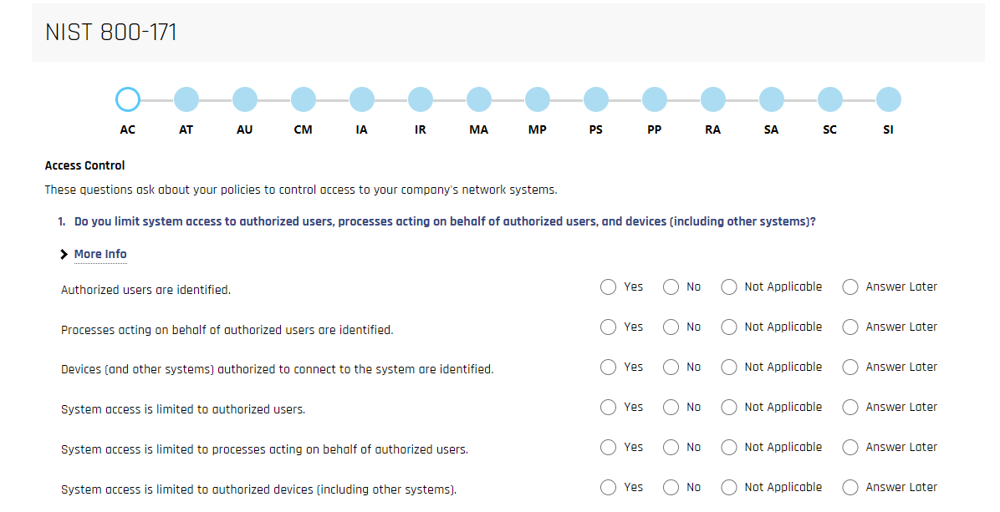 NIST 800-171
AC AT AU CM IA IR MA MP PS PP RA SA SC SI
Access Control
These questions ask about your policies to control access to your company's network systems.
1. Do you limit system access to authorized users, processes acting on behalf of authorized users, and devices (including other systems)?
More Info
Authorized users are identified. Yes No Not Applicable Answer Later
Processes acting on behalf of authorized users are identified. Yes No Not Applicable Answer Later
Devices (and other systems) authorized to connect to the system are identified. Yes No Not Applicable Answer Later
System access is limited to authorized users. Yes No Not Applicable Answer Later
System access is limited to processes acting on behalf of authorized users. Yes No Not Applicable Answer Later
System access is limited to authorized devices (including other systems). Yes No Not Applicable Answer Later